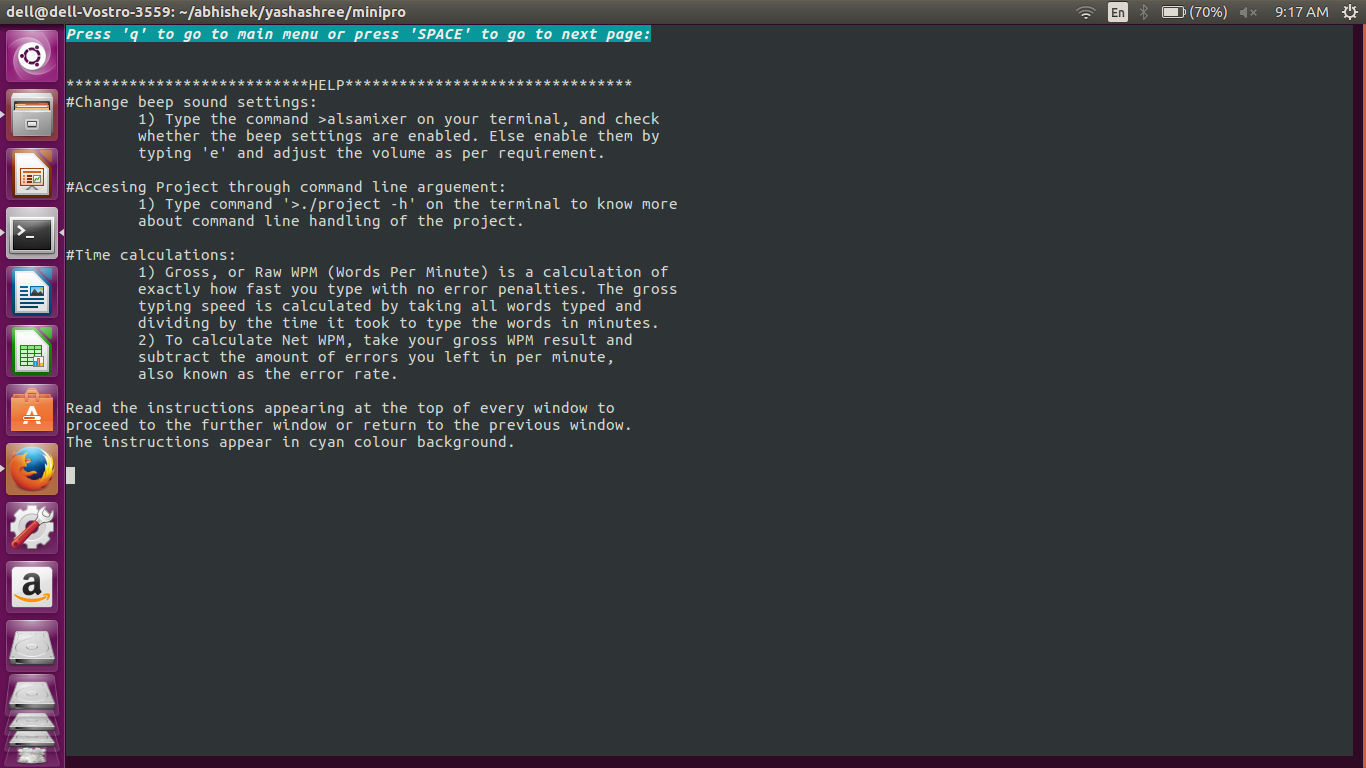 dell@dell-Vostro-3559: ~/abhishek/yashashree/minipro En (70%) 9:17 AM
Press 'q' to go to main menu or press 'SPACE' to go to next page:
***************************HELP********************************
#Change beep sound settings:
1) Type the command >alsamixer on your terminal, and check
whether the beep settings are enabled. Else enable them by
typing 'e' and adjust the volume as per requirement.
#Accesing Project through command line arguement:
1) Type command '>./project -h' on the terminal to know more
about command line handling of the project.
#Time calculations:
1) Gross, or Raw WPM (Words Per Minute) is a calculation of
exactly how fast you type with no error penalties. The gross
typing speed is calculated by taking all words typed and
dividing by the time it took to type the words in minutes.
2) To calculate Net WPM, take your gross WPM result and
subtract the amount of errors you left in per minute,
also known as the error rate.
Read the instructions appearing at the top of every window to
proceed to the further window or return to the previous window.
The instructions appear in cyan colour background.